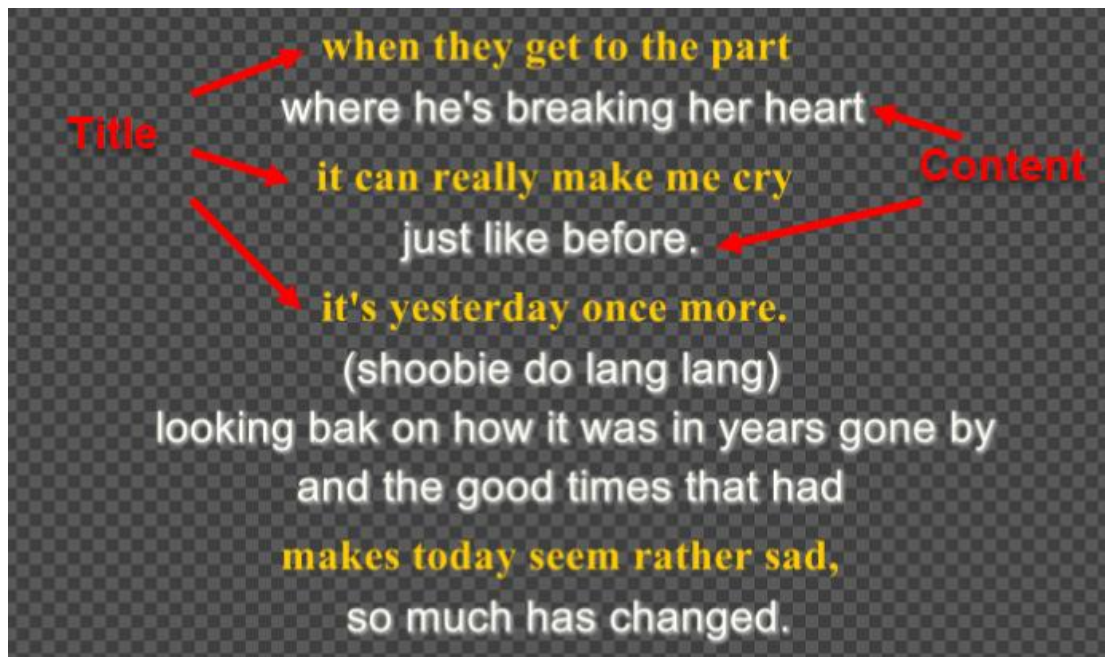 when they get to the part
where he's breaking her heart
Title
it can really make me cry
Content
just like before.
it's yesterday once more.
(shoobie do lang lang)
looking bak on how it was in years gone by
and the good times that had
makes today seem rather sad,
so much has changed.